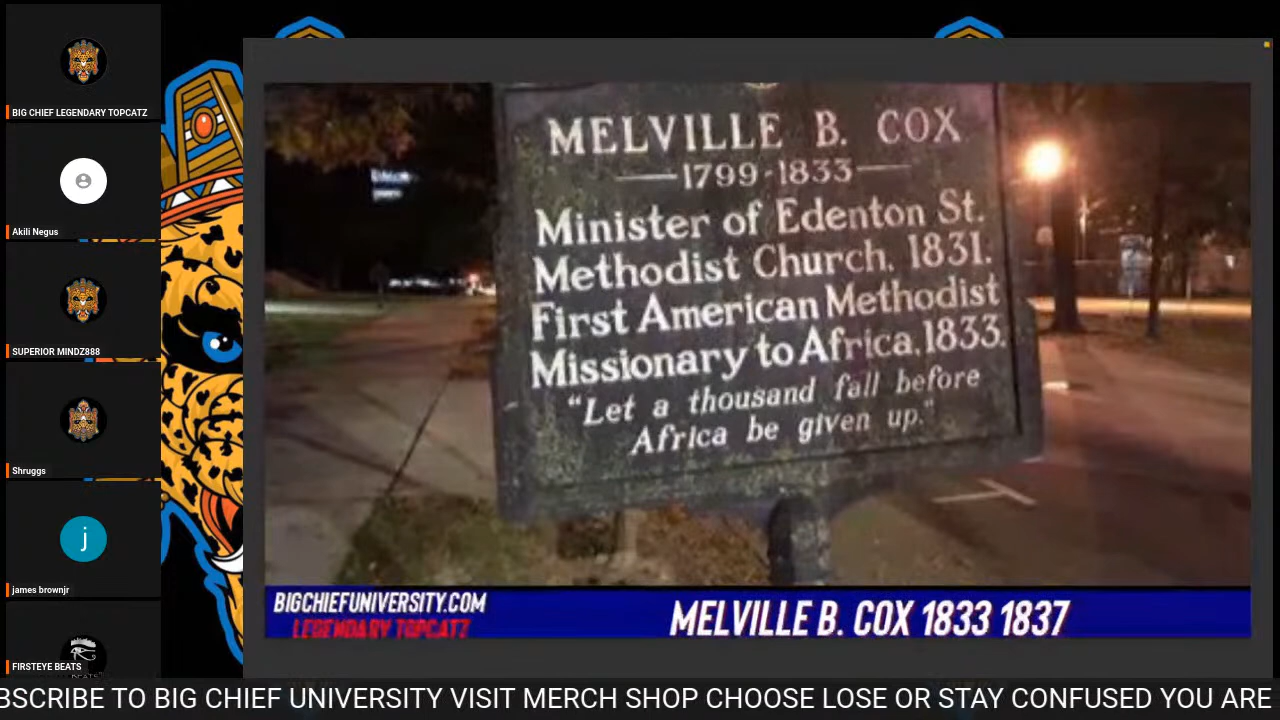 BIG CHIEF LEGENDARY TOPCATZ
Akili Negus
SUPERIOR MINDZ888
Shruggs
j
james brownjr
FIRSTEYE BEATS
MELVILLE B. COX
1799-1833
Minister of Edenton St.
Methodist Church, 1831.
First American Methodist
Missionary to Africa, 1833.
"Let a thousand fall before
Africa be given up."
BIGCHIEFUNIVERSITY.COM
LEGENDARY TOPCATZ
MELVILLE B. COX 1833 1837
BSCRIBE TO BIG CHIEF UNIVERSITY VISIT MERCH SHOP CHOOSE LOSE OR STAY CONFUSED YOU ARE